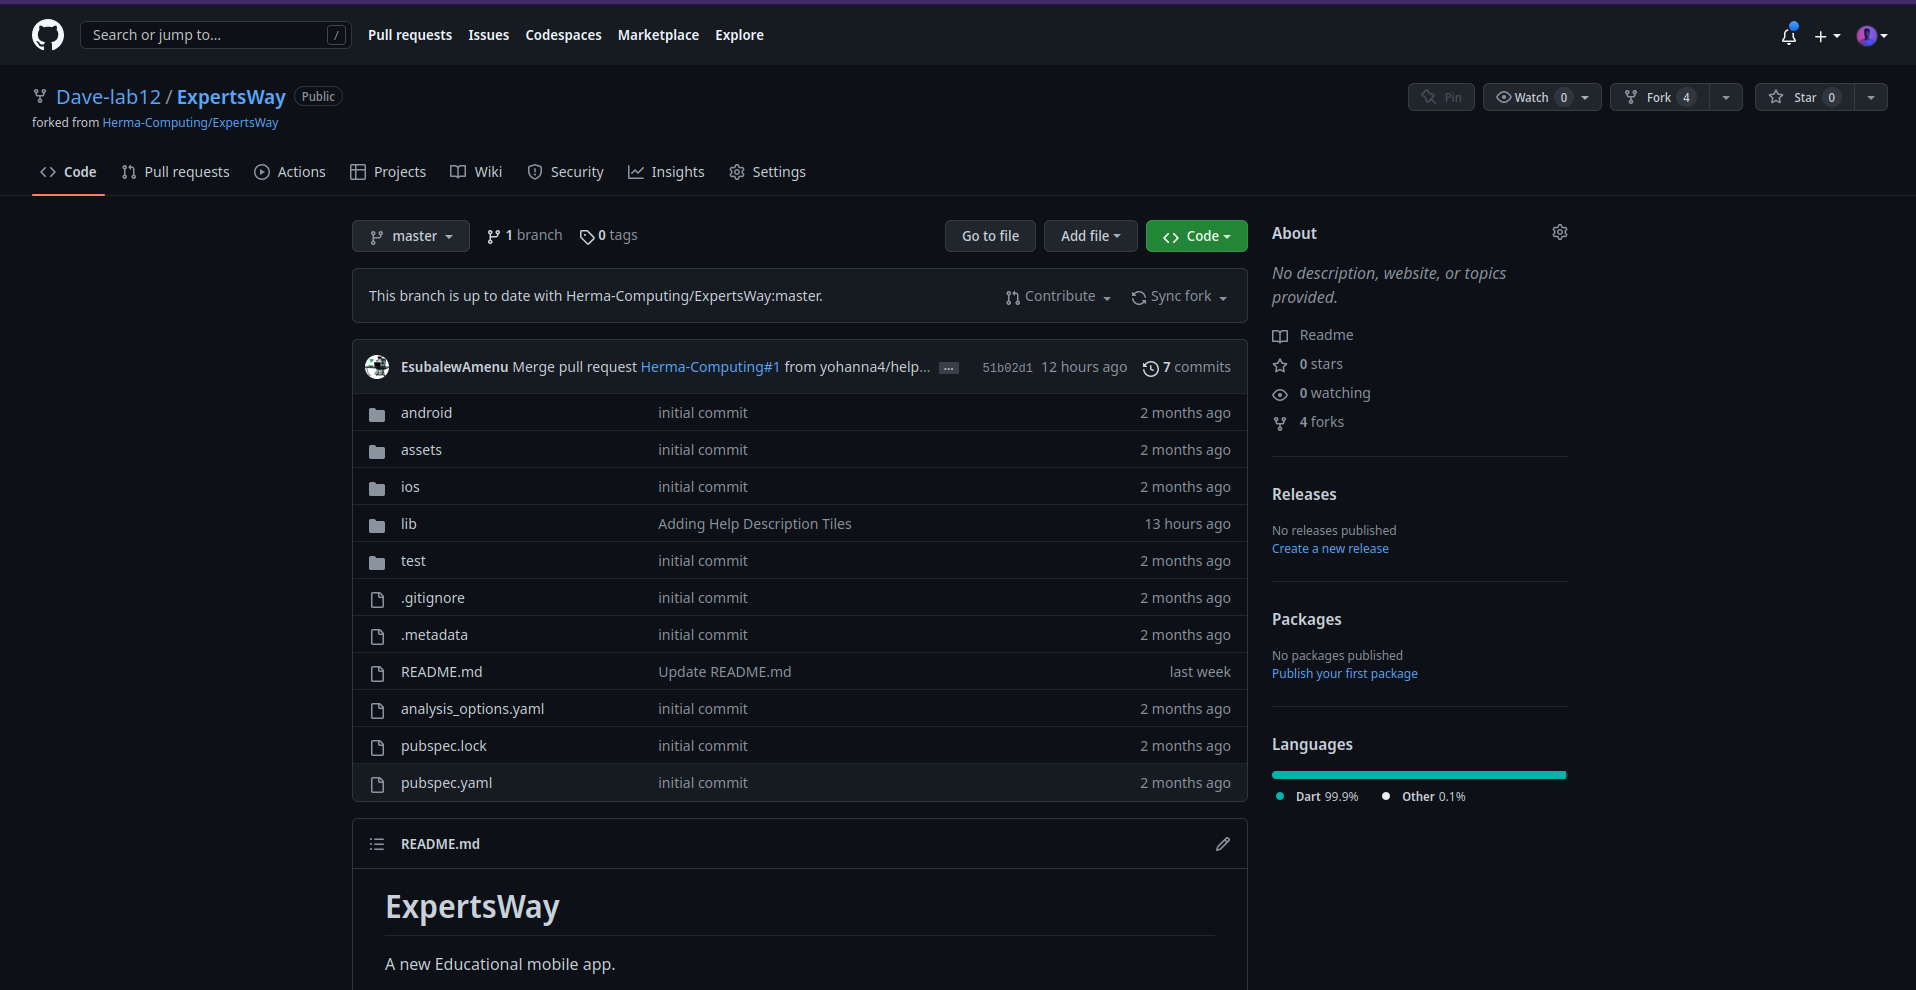 Search or jump to... /
Pull requests Issues Codespaces Marketplace Explore
Dave-lab12 / ExpertsWay Public
forked from Herma-Computing/ExpertsWay
Pin Watch 0 Fork 4 Star 0
Code Pull requests Actions Projects Wiki Security Insights Settings
master 1 branch 0 tags Go to file Add file Code
This branch is up to date with Herma-Computing/ExpertsWay:master. Contribute Sync fork
EsubalewAmenu Merge pull request Herma-Computing#1 from yohanna4/help... ... 51b02d1 12 hours ago 7 commits
android initial commit 2 months ago
assets initial commit 2 months ago
ios initial commit 2 months ago
lib Adding Help Description Tiles 13 hours ago
test initial commit 2 months ago
.gitignore initial commit 2 months ago
.metadata initial commit 2 months ago
README.md Update README.md last week
analysis_options.yaml initial commit 2 months ago
pubspec.lock initial commit 2 months ago
pubspec.yaml initial commit 2 months ago
README.md
ExpertsWay
A new Educational mobile app.
About
No description, website, or topics
provided.
Readme
0 stars
0 watching
4 forks
Releases
No releases published
Create a new release
Packages
No packages published
Publish your first package
Languages
Dart 99.9% Other 0.1%